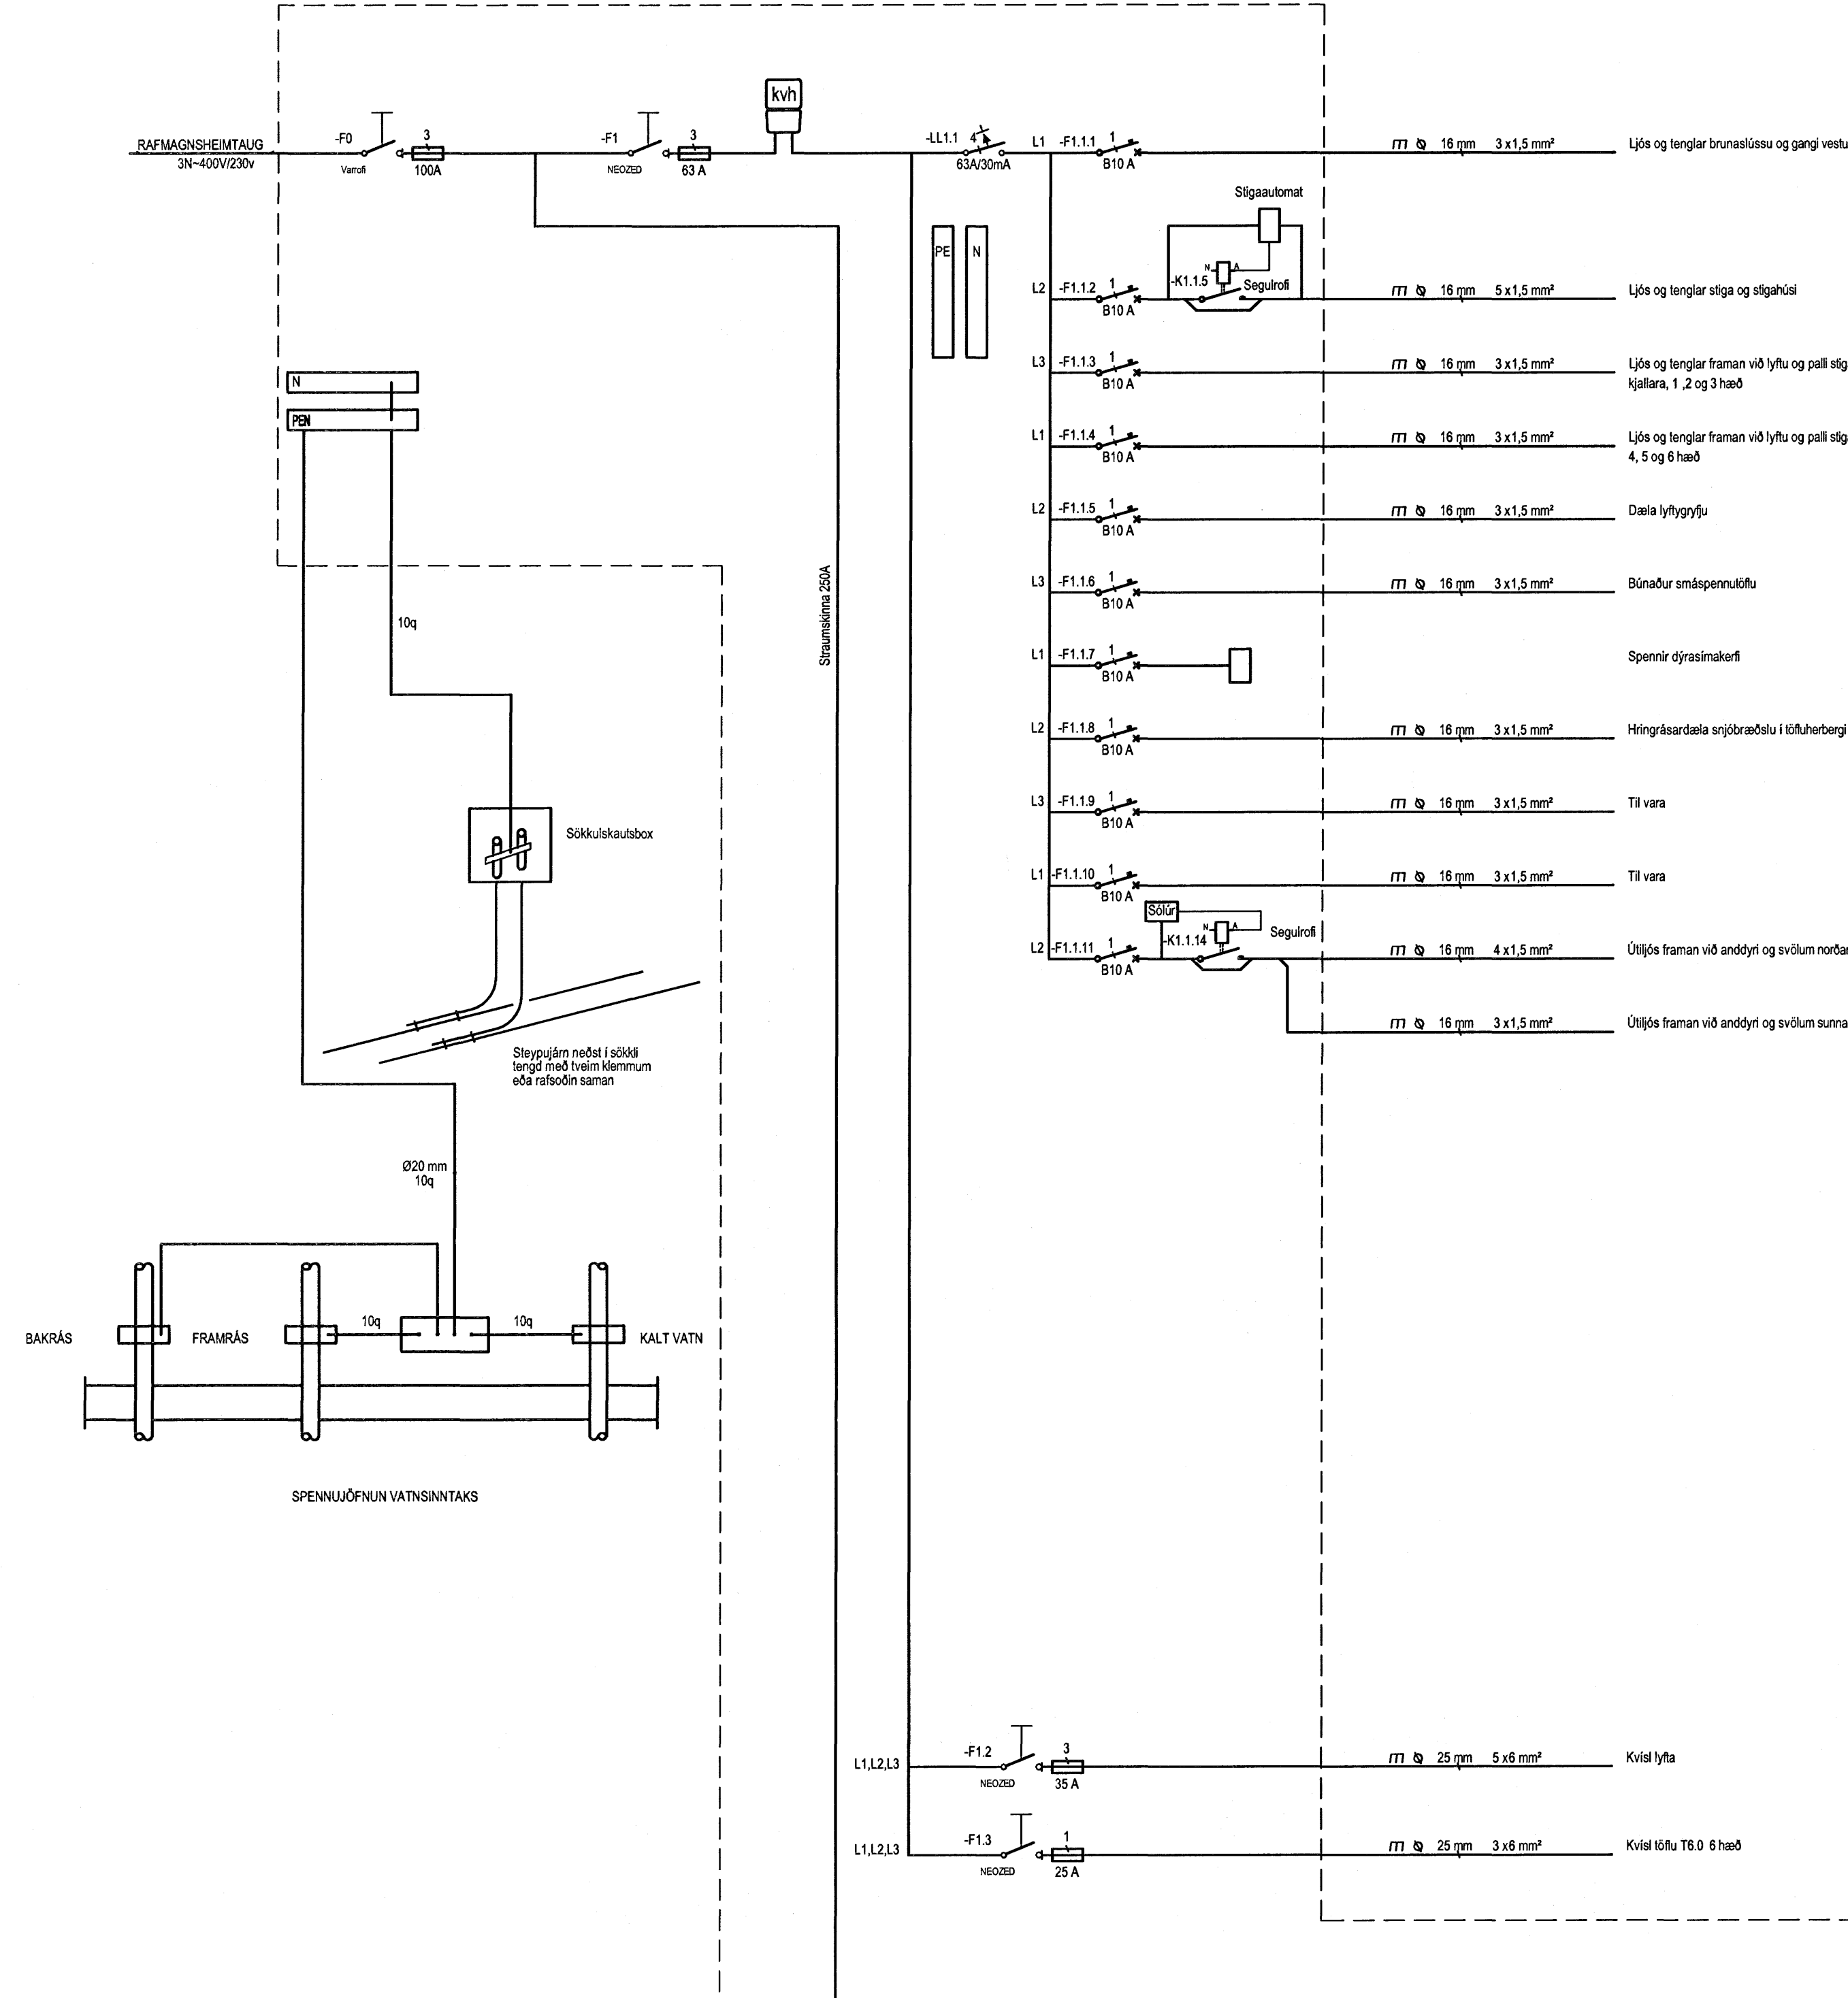 kvh
RAFMAGNSHEIMTAUG
3N~400V/230v
-F0
Varrofi
3
100A
-F1
NEOZED
3
63 A
-LL1.1
4
63A/30mA
L1 -F1.1.1
1
B10 A
16 mm 3 x1,5 mm²
Ljós og tenglar brunaslússu og gangi vestu
Stigaautomat
PE
N
-K1.1.5
N
A
Segulrofi
L2 -F1.1.2
1
B10 A
16 mm 5 x1,5 mm²
Ljós og tenglar stiga og stigahúsi
L3 -F1.1.3
1
B10 A
16 mm 3 x1,5 mm²
Ljós og tenglar framan við lyftu og palli stig
kjallara, 1 ,2 og 3 hæð
N
PEN
L1 -F1.1.4
1
B10 A
16 mm 3 x1,5 mm²
Ljós og tenglar framan við lyftu og palli stig
4, 5 og 6 hæð
L2 -F1.1.5
1
B10 A
16 mm 3 x1,5 mm²
Dæla lyftygryfju
L3 -F1.1.6
1
B10 A
16 mm 3 x1,5 mm²
Búnaður smáspennutöflu
10q
Straumskinna 250A
L1 -F1.1.7
1
B10 A
Spennir dýrasímakerfi
L2 -F1.1.8
1
B10 A
16 mm 3 x1,5 mm²
Hringrásardæla snjóbræðslu í töfluherbergi
L3 -F1.1.9
1
B10 A
16 mm 3 x1,5 mm²
Til vara
Sökkulskautsbox
L1 -F1.1.10
1
B10 A
16 mm 3 x1,5 mm²
Til vara
Sólúr
-K1.1.14
N
A
Segulrofi
L2 -F1.1.11
1
B10 A
16 mm 4 x1,5 mm²
Útiljós framan við anddyri og svölum norðan
16 mm 3 x1,5 mm²
Útiljós framan við anddyri og svölum sunna
Steypujárn neðst í sökkli
tengd með tveim klemmum
eða rafsoðin saman
Ø20 mm
10q
BAKRÁS
FRAMRÁS
10q
10q
KALT VATN
SPENNUJÖFNUN VATNSINNTAKS
L1,L2,L3
-F1.2
NEOZED
3
35 A
25 mm 5 x6 mm²
Kvísl lyfta
L1,L2,L3
-F1.3
NEOZED
1
25 A
25 mm 3 x6 mm²
Kvísl töflu T6.0 6 hæð